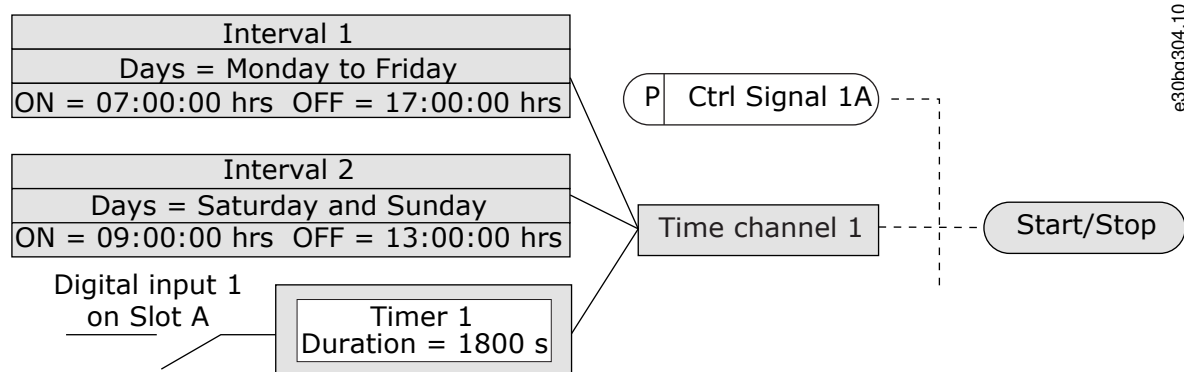 Interval 1
Days = Monday to Friday
ON = 07:00:00 hrs OFF = 17:00:00 hrs
P Ctrl Signal 1A
e30bg304.10
Interval 2
Days = Saturday and Sunday
ON = 09:00:00 hrs OFF = 13:00:00 hrs
Time channel 1
Start/Stop
Digital input 1
on Slot A
Timer 1
Duration = 1800 s